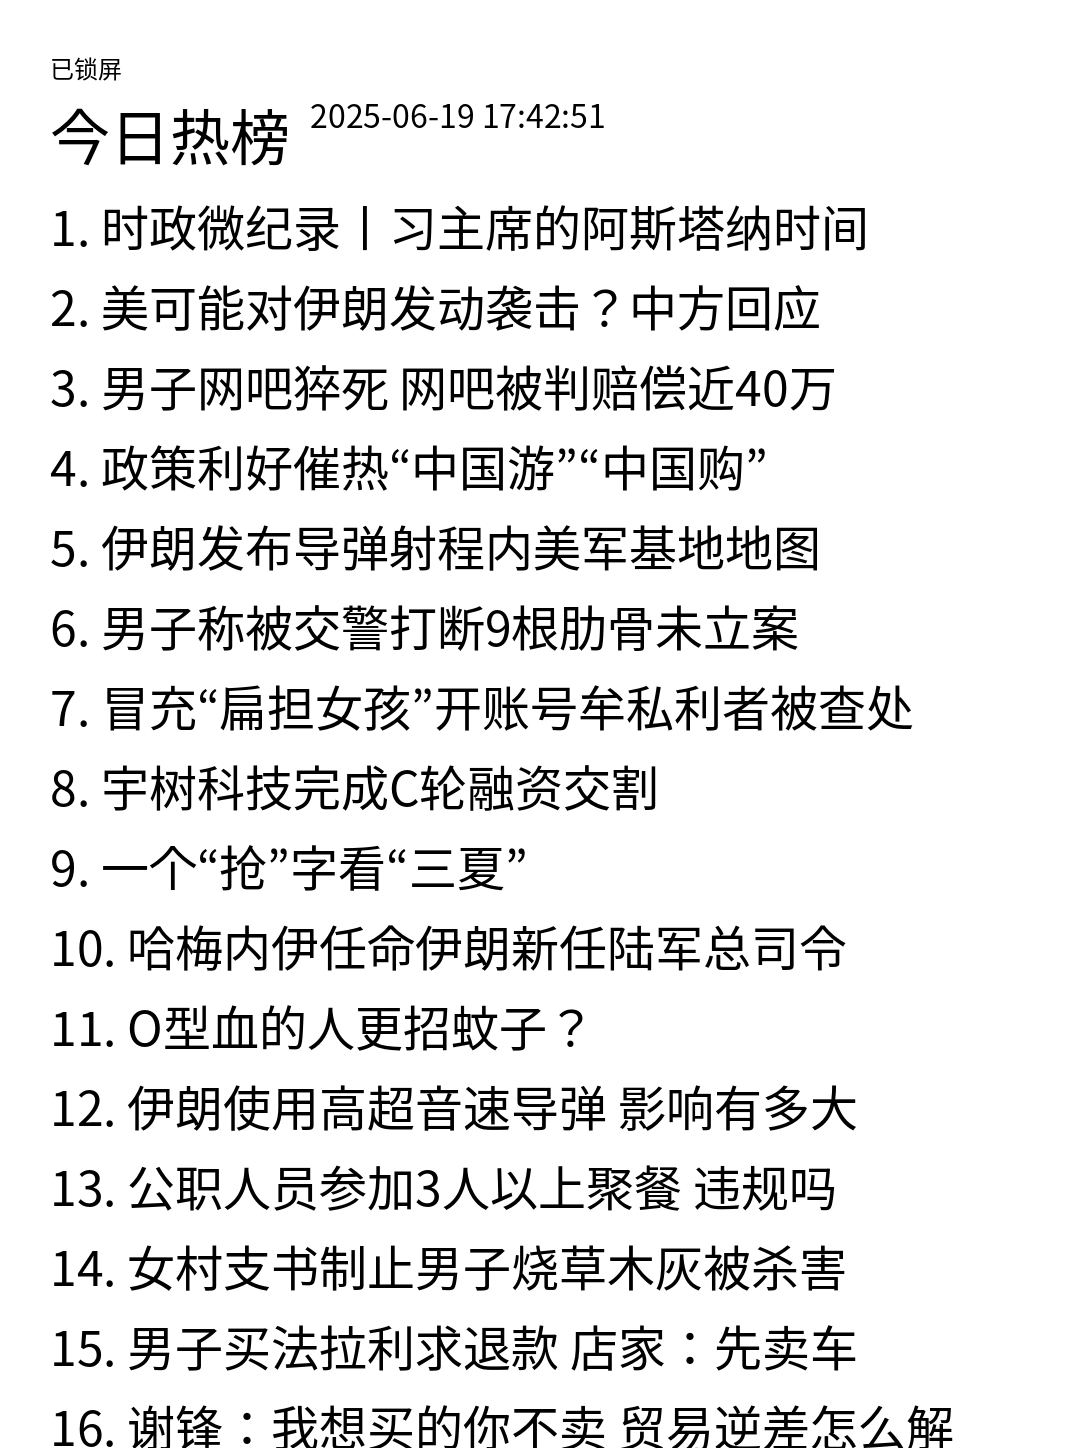 已锁屏
今日热榜 2025-06-19 17:42:51
1. 时政微纪录丨习主席的阿斯塔纳时间
2. 美可能对伊朗发动袭击？中方回应
3. 男子网吧猝死 网吧被判赔偿近40万
4. 政策利好催热“中国游”“中国购”
5. 伊朗发布导弹射程内美军基地地图
6. 男子称被交警打断9根肋骨未立案
7. 冒充“扁担女孩”开账号牟私利者被查处
8. 宇树科技完成C轮融资交割
9. 一个“抢”字看“三夏”
10. 哈梅内伊任命伊朗新任陆军总司令
11. O型血的人更招蚊子？
12. 伊朗使用高超音速导弹 影响有多大
13. 公职人员参加3人以上聚餐 违规吗
14. 女村支书制止男子烧草木灰被杀害
15. 男子买法拉利求退款 店家：先卖车
16. 谢锋：我想买的你不卖 贸易逆差怎么解